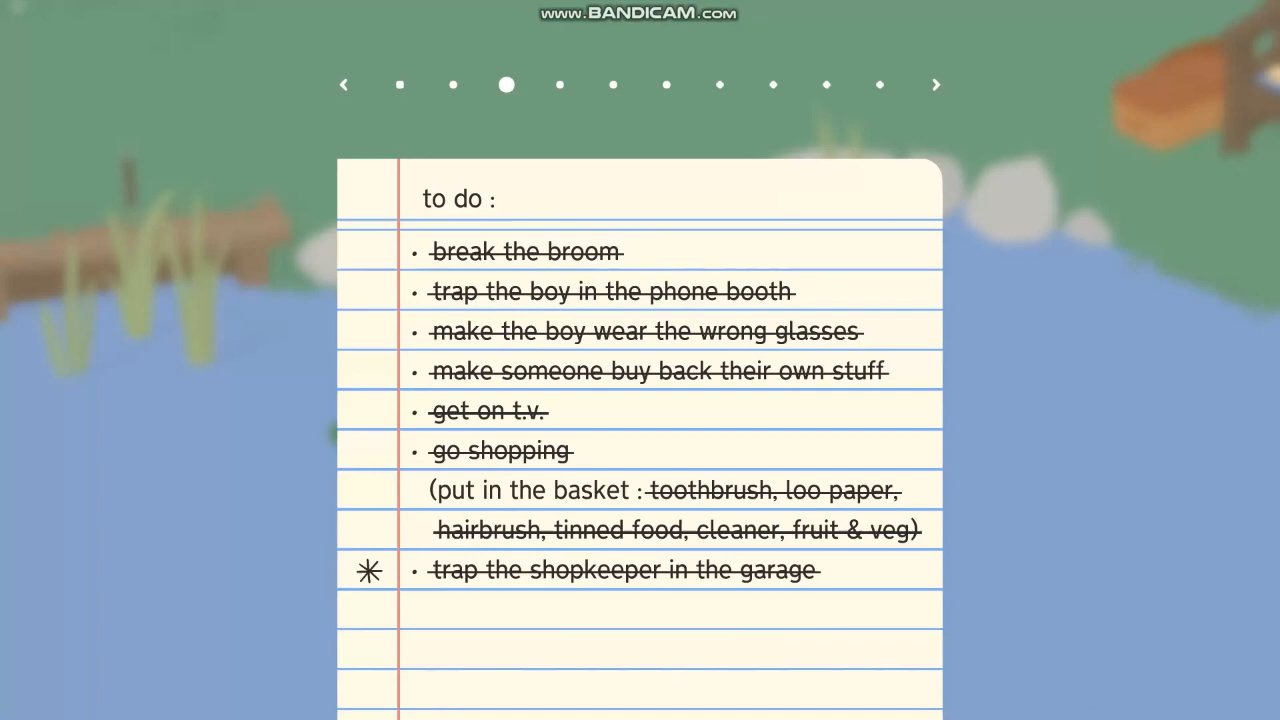 www.BANDICAM.com
to do :
• break the broom
• trap the boy in the phone booth
• make the boy wear the wrong glasses
• make someone buy back their own stuff
• get on t.v.
• go shopping
(put in the basket : toothbrush, loo paper,
hairbrush, tinned food, cleaner, fruit & veg)
• trap the shopkeeper in the garage